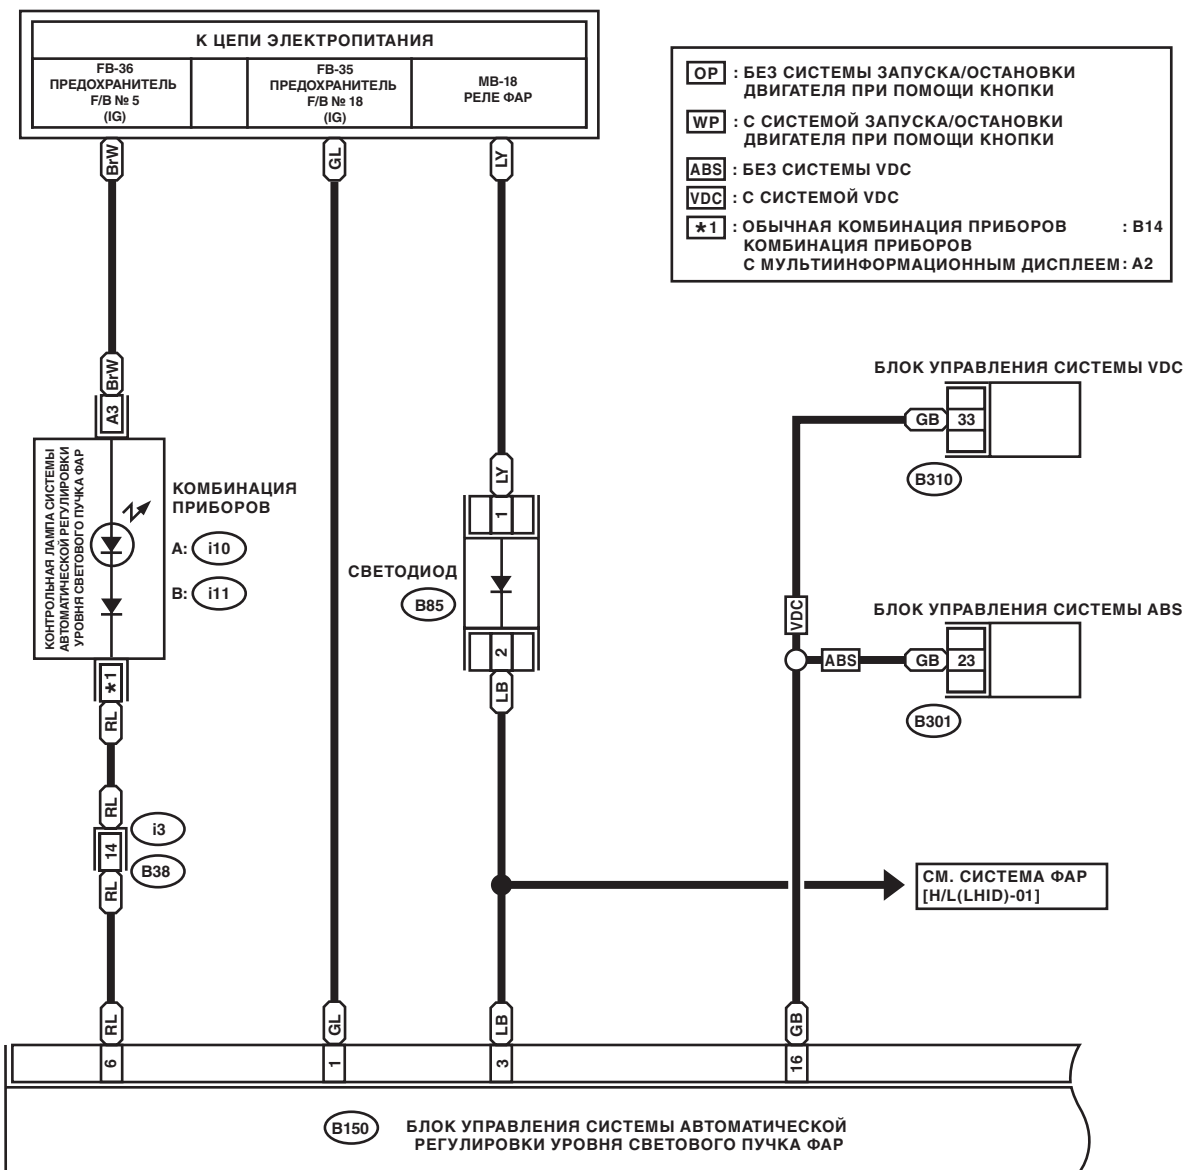 К ЦЕПИ ЭЛЕКТРОПИТАНИЯ
FB-36
ПРЕДОХРАНИТЕЛЬ
F/B № 5
(IG)
FB-35
ПРЕДОХРАНИТЕЛЬ
F/B № 18
(IG)
MB-18
РЕЛЕ ФАР
OP : БЕЗ СИСТЕМЫ ЗАПУСКА/ОСТАНОВКИ
ДВИГАТЕЛЯ ПРИ ПОМОЩИ КНОПКИ
WP : С СИСТЕМОЙ ЗАПУСКА/ОСТАНОВКИ
ДВИГАТЕЛЯ ПРИ ПОМОЩИ КНОПКИ
ABS : БЕЗ СИСТЕМЫ VDC
VDC : С СИСТЕМОЙ VDC
*1 : ОБЫЧНАЯ КОМБИНАЦИЯ ПРИБОРОВ : B14
КОМБИНАЦИЯ ПРИБОРОВ
С МУЛЬТИИНФОРМАЦИОННЫМ ДИСПЛЕЕМ : A2
BrW
GL
LY
BrW
A3
КОНТРОЛЬНАЯ ЛАМПА СИСТЕМЫ
АВТОМАТИЧЕСКОЙ РЕГУЛИРОВКИ
УРОВНЯ СВЕТОВОГО ПУЧКА ФАР
КОМБИНАЦИЯ
ПРИБОРОВ
A: i10
B: i11
*1
RL
RL
i3
14
B38
RL
RL
GL
LY
1
СВЕТОДИОД
B85
2
LB
LB
БЛОК УПРАВЛЕНИЯ СИСТЕМЫ VDC
GB 33
B310
VDC
БЛОК УПРАВЛЕНИЯ СИСТЕМЫ ABS
ABS GB 23
B301
СМ. СИСТЕМА ФАР
[H/L(LHID)-01]
GB
6
1
3
16
B150
БЛОК УПРАВЛЕНИЯ СИСТЕМЫ АВТОМАТИЧЕСКОЙ
РЕГУЛИРОВКИ УРОВНЯ СВЕТОВОГО ПУЧКА ФАР